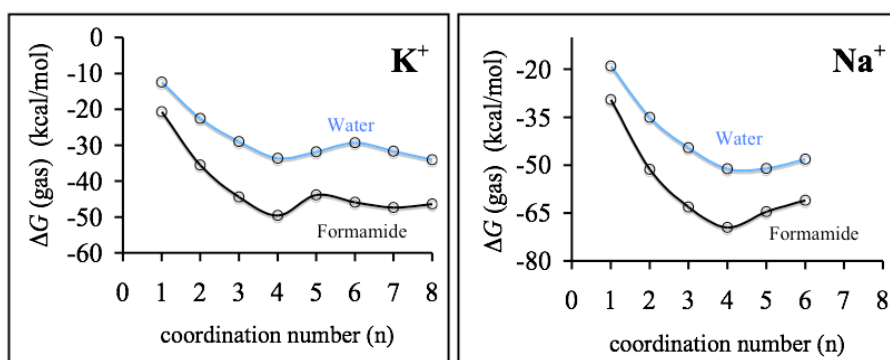 K+
0
-10
-20
-30
-40
-50
-60
ΔG (gas) (kcal/mol)
Water
Formamide
0 1 2 3 4 5 6 7 8
coordination number (n)
Na+
-20
-35
-50
-65
-80
ΔG (gas) (kcal/mol)
Water
Formamide
0 1 2 3 4 5 6 7 8
coordination number (n)